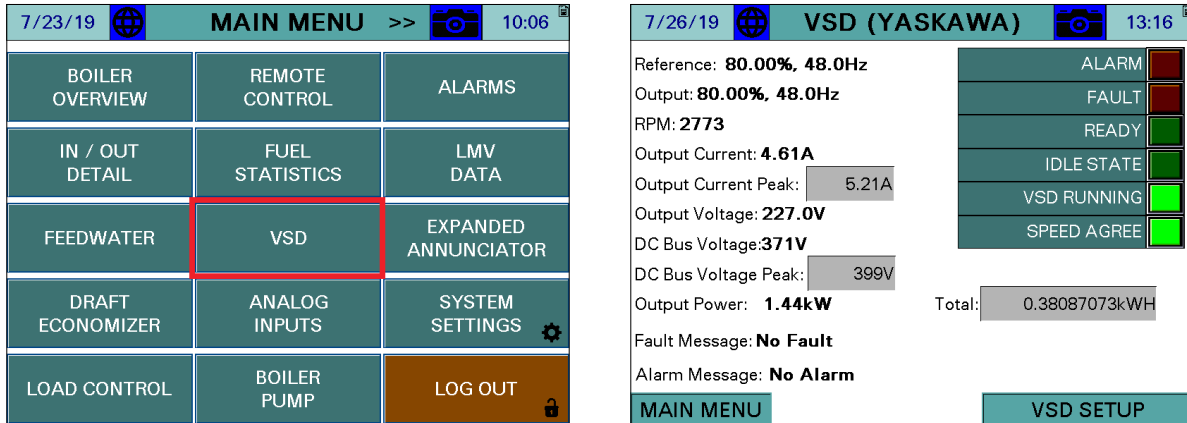 7/23/19 MAIN MENU >> 10:06
BOILER
OVERVIEW
REMOTE
CONTROL
ALARMS
IN / OUT
DETAIL
FUEL
STATISTICS
LMV
DATA
FEEDWATER
VSD
EXPANDED
ANNUNCIATOR
DRAFT
ECONOMIZER
ANALOG
INPUTS
SYSTEM
SETTINGS
LOAD CONTROL
BOILER
PUMP
LOG OUT
7/26/19 VSD (YASKAWA) 13:16
Reference: 80.00%, 48.0Hz
Output: 80.00%, 48.0Hz
RPM: 2773
Output Current: 4.61A
Output Current Peak: 5.21A
Output Voltage: 227.0V
DC Bus Voltage:371V
DC Bus Voltage Peak: 399V
Output Power: 1.44kW Total: 0.38087073kWH
Fault Message: No Fault
Alarm Message: No Alarm
ALARM
FAULT
READY
IDLE STATE
VSD RUNNING
SPEED AGREE
MAIN MENU VSD SETUP